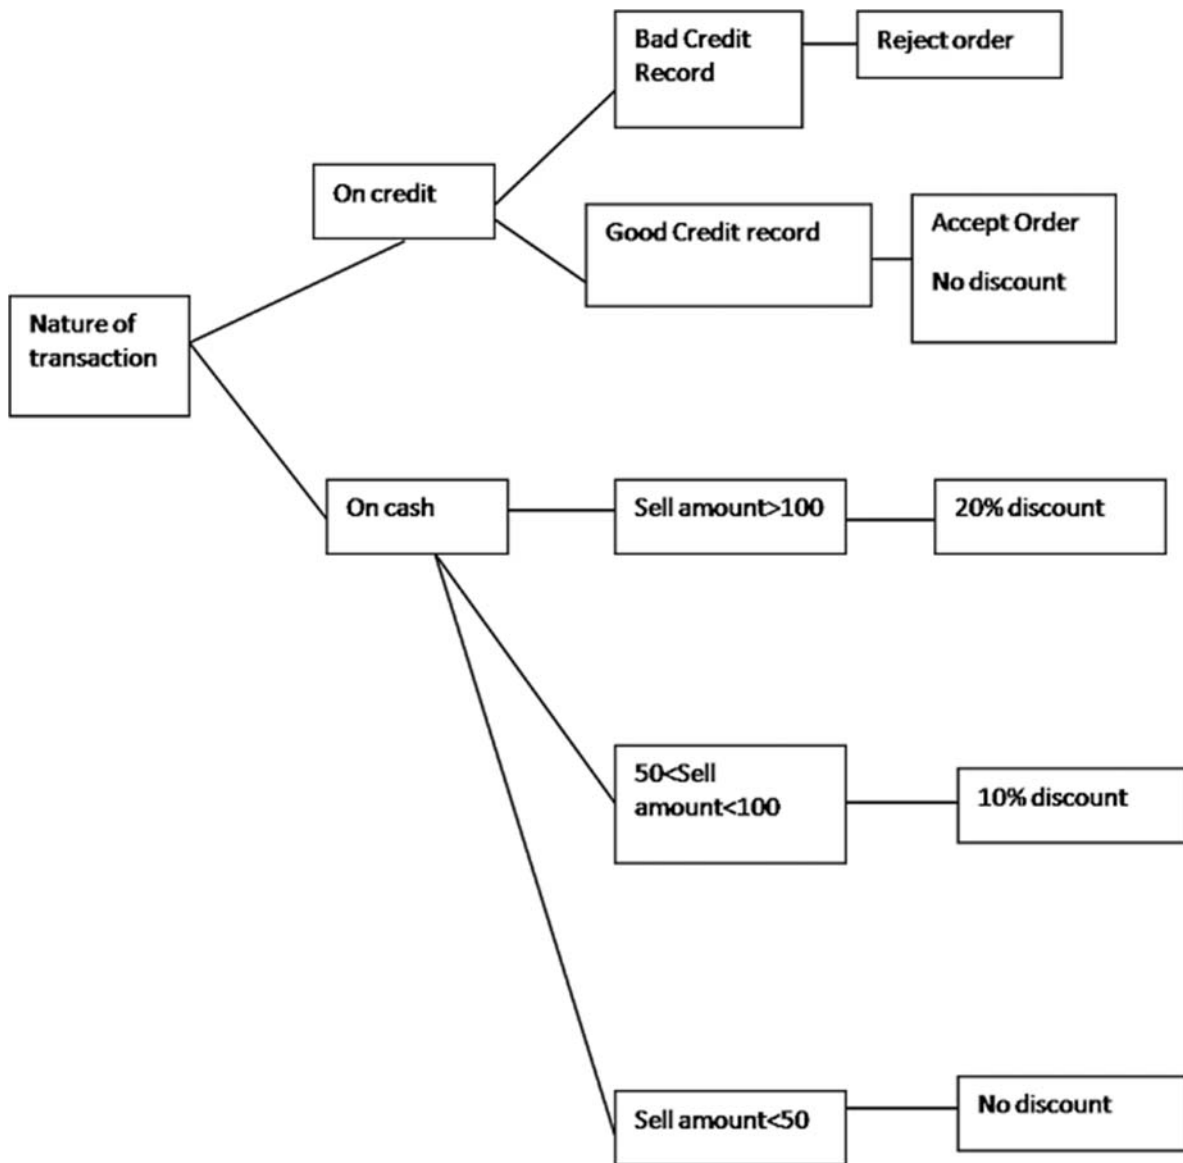 Bad Credit
Record
Reject order
On credit
Good Credit record
Accept Order
No discount
Nature of
transaction
On cash
Sell amount>100
20% discount
50<Sell
amount<100
10% discount
Sell amount<50
No discount